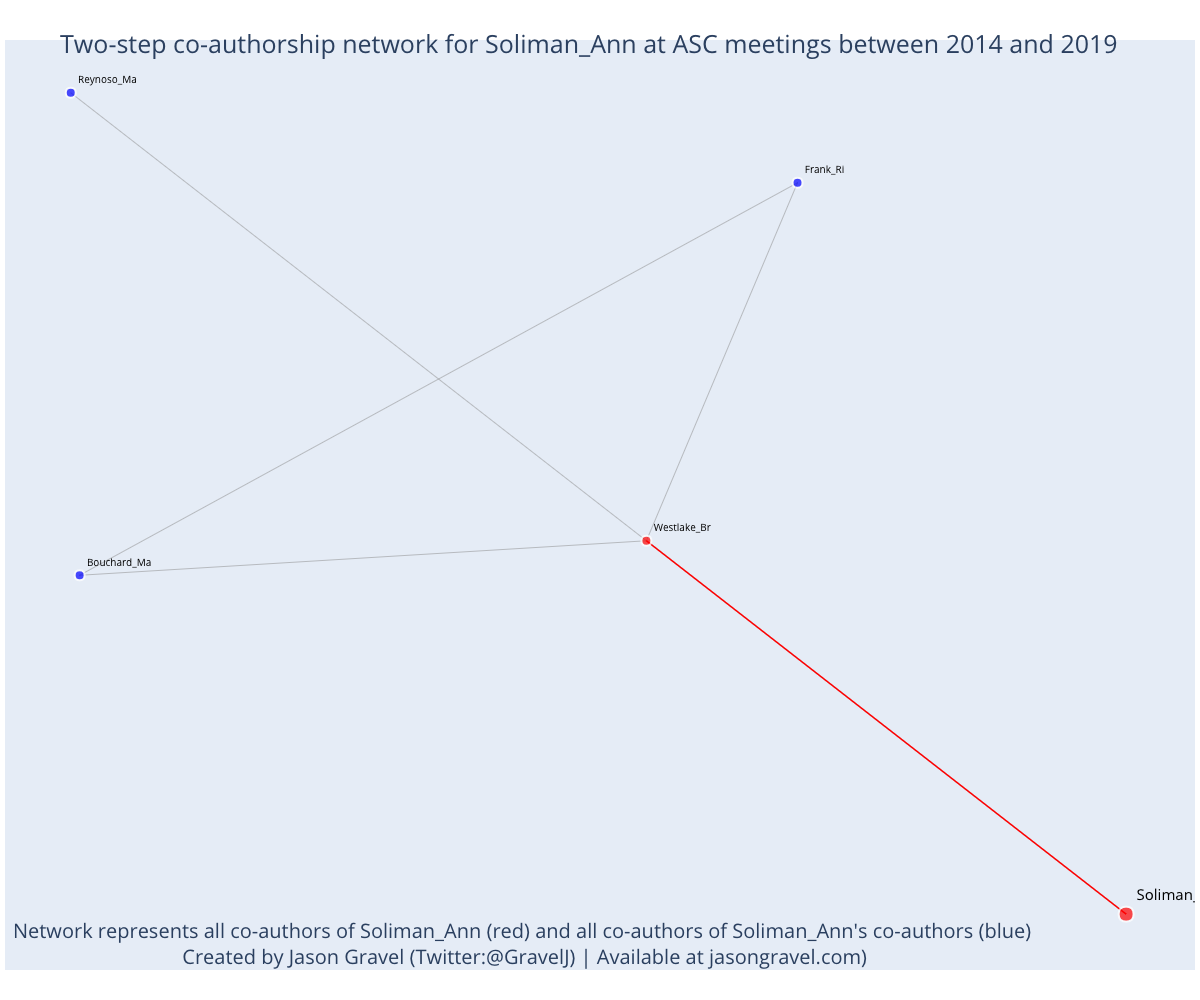 Two-step co-authorship network for Soliman_Ann at ASC meetings between 2014 and 2019
Reynoso_Ma
Frank_Ri
Westlake_Br
Bouchard_Ma
Soliman_
Network represents all co-authors of Soliman_Ann (red) and all co-authors of Soliman_Ann's co-authors (blue)
Created by Jason Gravel (Twitter:@GravelJ) | Available at jasongravel.com)